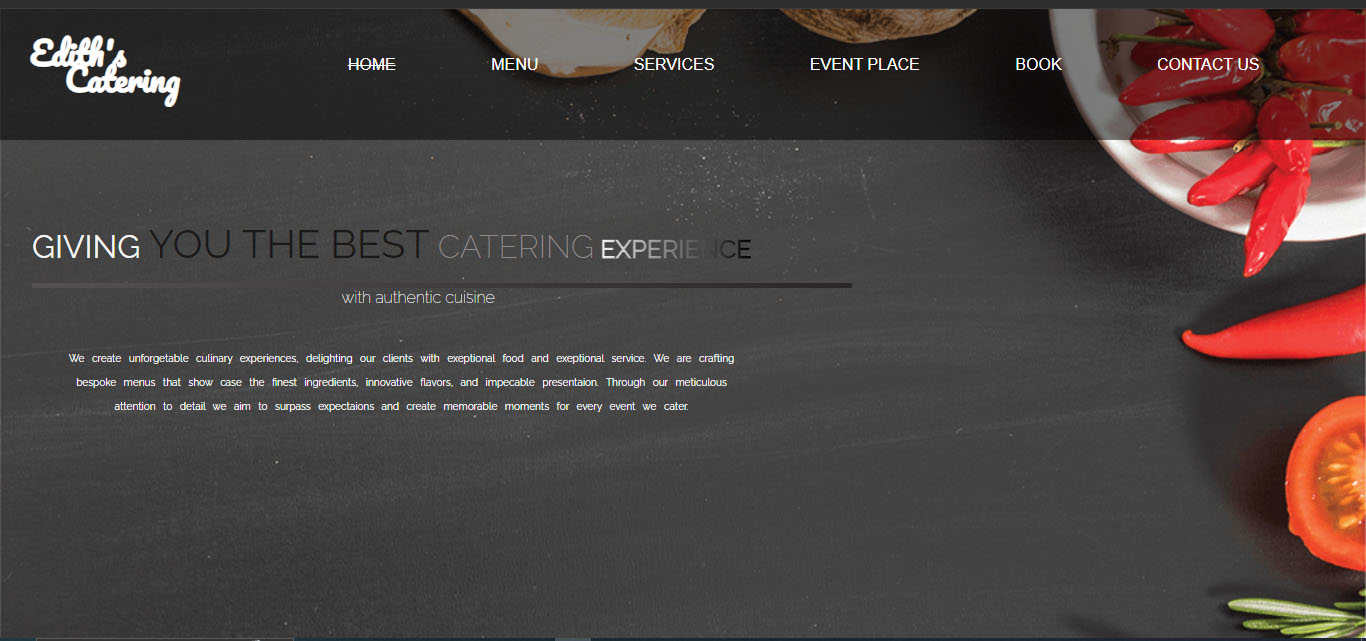 Edith's
Catering
HOME MENU SERVICES EVENT PLACE BOOK CONTACT US
GIVING YOU THE BEST CATERING EXPERIENCE
with authentic cuisine
We create unforgetable culinary experiences, delighting our clients with exeptional food and exeptional service. We are crafting
bespoke menus that show case the finest ingredients, innovative flavors, and impecable presentaion. Through our meticulous
attention to detail we aim to surpass expectaions and create memorable moments for every event we cater.